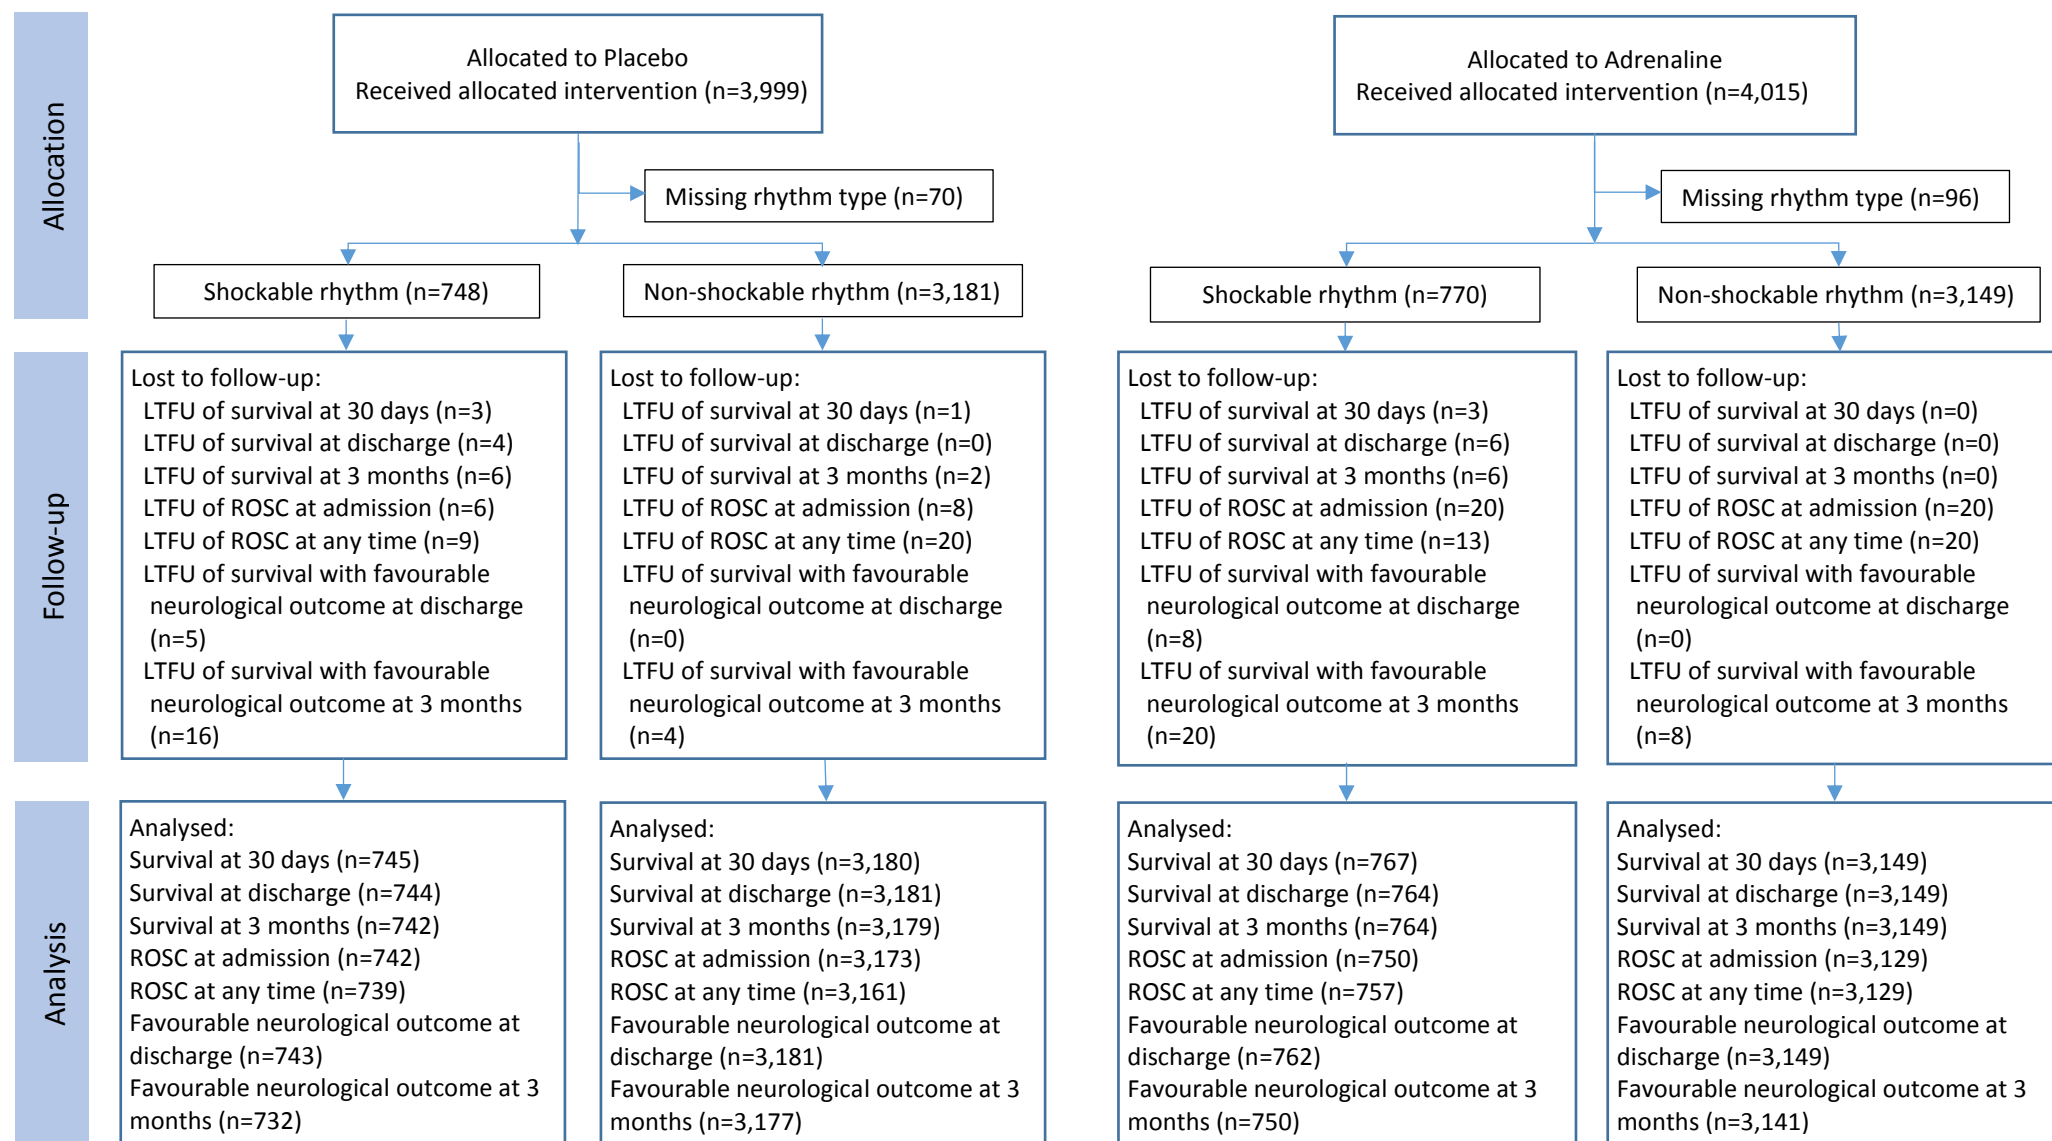 Allocation
Allocated to Placebo
Received allocated intervention (n=3,999)
Allocated to Adrenaline
Received allocated intervention (n=4,015)
Missing rhythm type (n=70)
Missing rhythm type (n=96)
Shockable rhythm (n=748)
Non-shockable rhythm (n=3,181)
Shockable rhythm (n=770)
Non-shockable rhythm (n=3,149)
Follow-up
Lost to follow-up:
LTFU of survival at 30 days (n=3)
LTFU of survival at discharge (n=4)
LTFU of survival at 3 months (n=6)
LTFU of ROSC at admission (n=6)
LTFU of ROSC at any time (n=9)
LTFU of survival with favourable
neurological outcome at discharge
(n=5)
LTFU of survival with favourable
neurological outcome at 3 months
(n=16)
Lost to follow-up:
LTFU of survival at 30 days (n=1)
LTFU of survival at discharge (n=0)
LTFU of survival at 3 months (n=2)
LTFU of ROSC at admission (n=8)
LTFU of ROSC at any time (n=20)
LTFU of survival with favourable
neurological outcome at discharge
(n=0)
LTFU of survival with favourable
neurological outcome at 3 months
(n=4)
Lost to follow-up:
LTFU of survival at 30 days (n=3)
LTFU of survival at discharge (n=6)
LTFU of survival at 3 months (n=6)
LTFU of ROSC at admission (n=20)
LTFU of ROSC at any time (n=13)
LTFU of survival with favourable
neurological outcome at discharge
(n=8)
LTFU of survival with favourable
neurological outcome at 3 months
(n=20)
Lost to follow-up:
LTFU of survival at 30 days (n=0)
LTFU of survival at discharge (n=0)
LTFU of survival at 3 months (n=0)
LTFU of ROSC at admission (n=20)
LTFU of ROSC at any time (n=20)
LTFU of survival with favourable
neurological outcome at discharge
(n=0)
LTFU of survival with favourable
neurological outcome at 3 months
(n=8)
Analysis
Analysed:
Survival at 30 days (n=745)
Survival at discharge (n=744)
Survival at 3 months (n=742)
ROSC at admission (n=742)
ROSC at any time (n=739)
Favourable neurological outcome at
discharge (n=743)
Favourable neurological outcome at 3
months (n=732)
Analysed:
Survival at 30 days (n=3,180)
Survival at discharge (n=3,181)
Survival at 3 months (n=3,179)
ROSC at admission (n=3,173)
ROSC at any time (n=3,161)
Favourable neurological outcome at
discharge (n=3,181)
Favourable neurological outcome at 3
months (n=3,177)
Analysed:
Survival at 30 days (n=767)
Survival at discharge (n=764)
Survival at 3 months (n=764)
ROSC at admission (n=750)
ROSC at any time (n=757)
Favourable neurological outcome at
discharge (n=762)
Favourable neurological outcome at 3
months (n=750)
Analysed:
Survival at 30 days (n=3,149)
Survival at discharge (n=3,149)
Survival at 3 months (n=3,149)
ROSC at admission (n=3,129)
ROSC at any time (n=3,129)
Favourable neurological outcome at
discharge (n=3,149)
Favourable neurological outcome at 3
months (n=3,141)